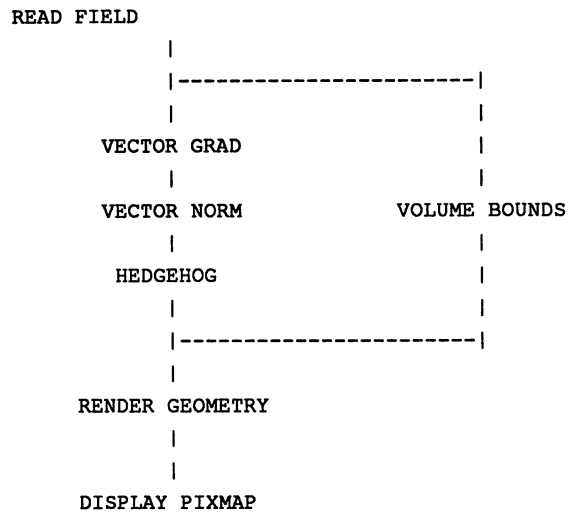 READ FIELD
VECTOR GRAD
VECTOR NORM VOLUME BOUNDS
HEDGEHOG
RENDER GEOMETRY
DISPLAY PIXMAP